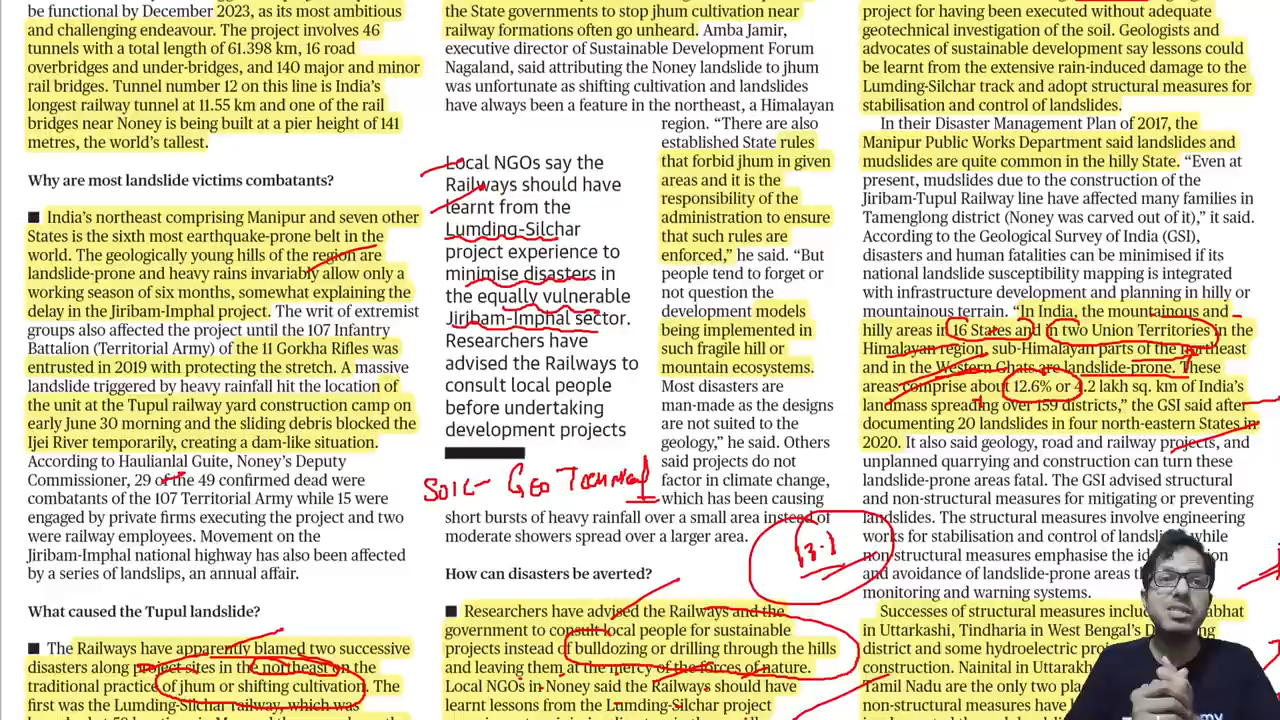 be functional by December 2023, as its most ambitious
and challenging endeavour. The project involves 46
tunnels with a total length of 61.398 km, 16 road
overbridges and under-bridges, and 140 major and minor
rail bridges. Tunnel number 12 on this line is India's
longest railway tunnel at 11.55 km and one of the rail
bridges near Noney is being built at a pier height of 141
metres, the world's tallest.
Why are most landslide victims combatants?
■ India's northeast comprising Manipur and seven other
States is the sixth most earthquake-prone belt in the
world. The geologically young hills of the region are
landslide-prone and heavy rains invariably allow only a
working season of six months, somewhat explaining the
delay in the Jiribam-Imphal project. The writ of extremist
groups also affected the project until the 107 Infantry
Battalion (Territorial Army) of the 11 Gorkha Rifles was
entrusted in 2019 with protecting the stretch. A massive
landslide triggered by heavy rainfall hit the location of
the unit at the Tupul railway yard construction camp on
early June 30 morning and the sliding debris blocked the
Ijei River temporarily, creating a dam-like situation.
According to Haulianlal Guite, Noney's Deputy
Commissioner, 29 of the 49 confirmed dead were
combatants of the 107 Territorial Army while 15 were
engaged by private firms executing the project and two
were railway employees. Movement on the
Jiribam-Imphal national highway has also been affected
by a series of landslips, an annual affair.
What caused the Tupul landslide?
■ The Railways have apparently blamed two successive
disasters along project sites in the northeast on the
traditional practice of jhum or shifting cultivation. The
first was the Lumding-Silchar railway, which was
the State governments to stop jhum cultivation near
railway formations often go unheard. Amba Jamir,
executive director of Sustainable Development Forum
Nagaland, said attributing the Noney landslide to jhum
was unfortunate as shifting cultivation and landslides
have always been a feature in the northeast, a Himalayan
region. “There are also
established State rules
that forbid jhum in given
areas and it is the
responsibility of the
administration to ensure
that such rules are
enforced,” he said. “But
people tend to forget or
not question the
development models
being implemented in
such fragile hill or
mountain ecosystems.
Most disasters are
man-made as the designs
are not suited to the
geology,” he said. Others
said projects do not
factor in climate change,
which has been causing
short bursts of heavy rainfall over a small area instead of
moderate showers spread over a larger area.
Local NGOs say the
Railways should have
learnt from the
Lumding-Silchar
project experience to
minimise disasters in
the equally vulnerable
Jiribam-Imphal sector.
Researchers have
advised the Railways to
consult local people
before undertaking
development projects
SOIL- GEO Technical
How can disasters be averted?
■ Researchers have advised the Railways and the
government to consult local people for sustainable
projects instead of bulldozing or drilling through the hills
and leaving them at the mercy of the forces of nature.
Local NGOs in Noney said the Railways should have
learnt lessons from the Lumding-Silchar project
project for having been executed without adequate
geotechnical investigation of the soil. Geologists and
advocates of sustainable development say lessons could
be learnt from the extensive rain-induced damage to the
Lumding-Silchar track and adopt structural measures for
stabilisation and control of landslides.
In their Disaster Management Plan of 2017, the
Manipur Public Works Department said landslides and
mudslides are quite common in the hilly State. “Even at
present, mudslides due to the construction of the
Jiribam-Tupul Railway line have affected many families in
Tamenglong district (Noney was carved out of it),” it said.
According to the Geological Survey of India (GSI),
disasters and human fatalities can be minimised if its
national landslide susceptibility mapping is integrated
with infrastructure development and planning in hilly or
mountainous terrain. “In India, the mountainous and
hilly areas in 16 States and in two Union Territories in the
Himalayan region, sub-Himalayan parts of the northeast
and in the Western Ghats are landslide-prone. These
areas comprise about 12.6% or 4.2 lakh sq. km of India's
landmass spreading over 159 districts,” the GSI said after
documenting 20 landslides in four north-eastern States in
2020. It also said geology, road and railway projects, and
unplanned quarrying and construction can turn these
landslide-prone areas fatal. The GSI advised structural
and non-structural measures for mitigating or preventing
landslides. The structural measures involve engineering
works for stabilisation and control of landslides while
non-structural measures emphasise the
and avoidance of landslide-prone areas
monitoring and warning systems.
Successes of structural measures
in Uttarkashi, Tindharia in West Bengal's
district and some hydroelectric
construction. Nainital in
Tamil Nadu are the only two
non-structural measures
my